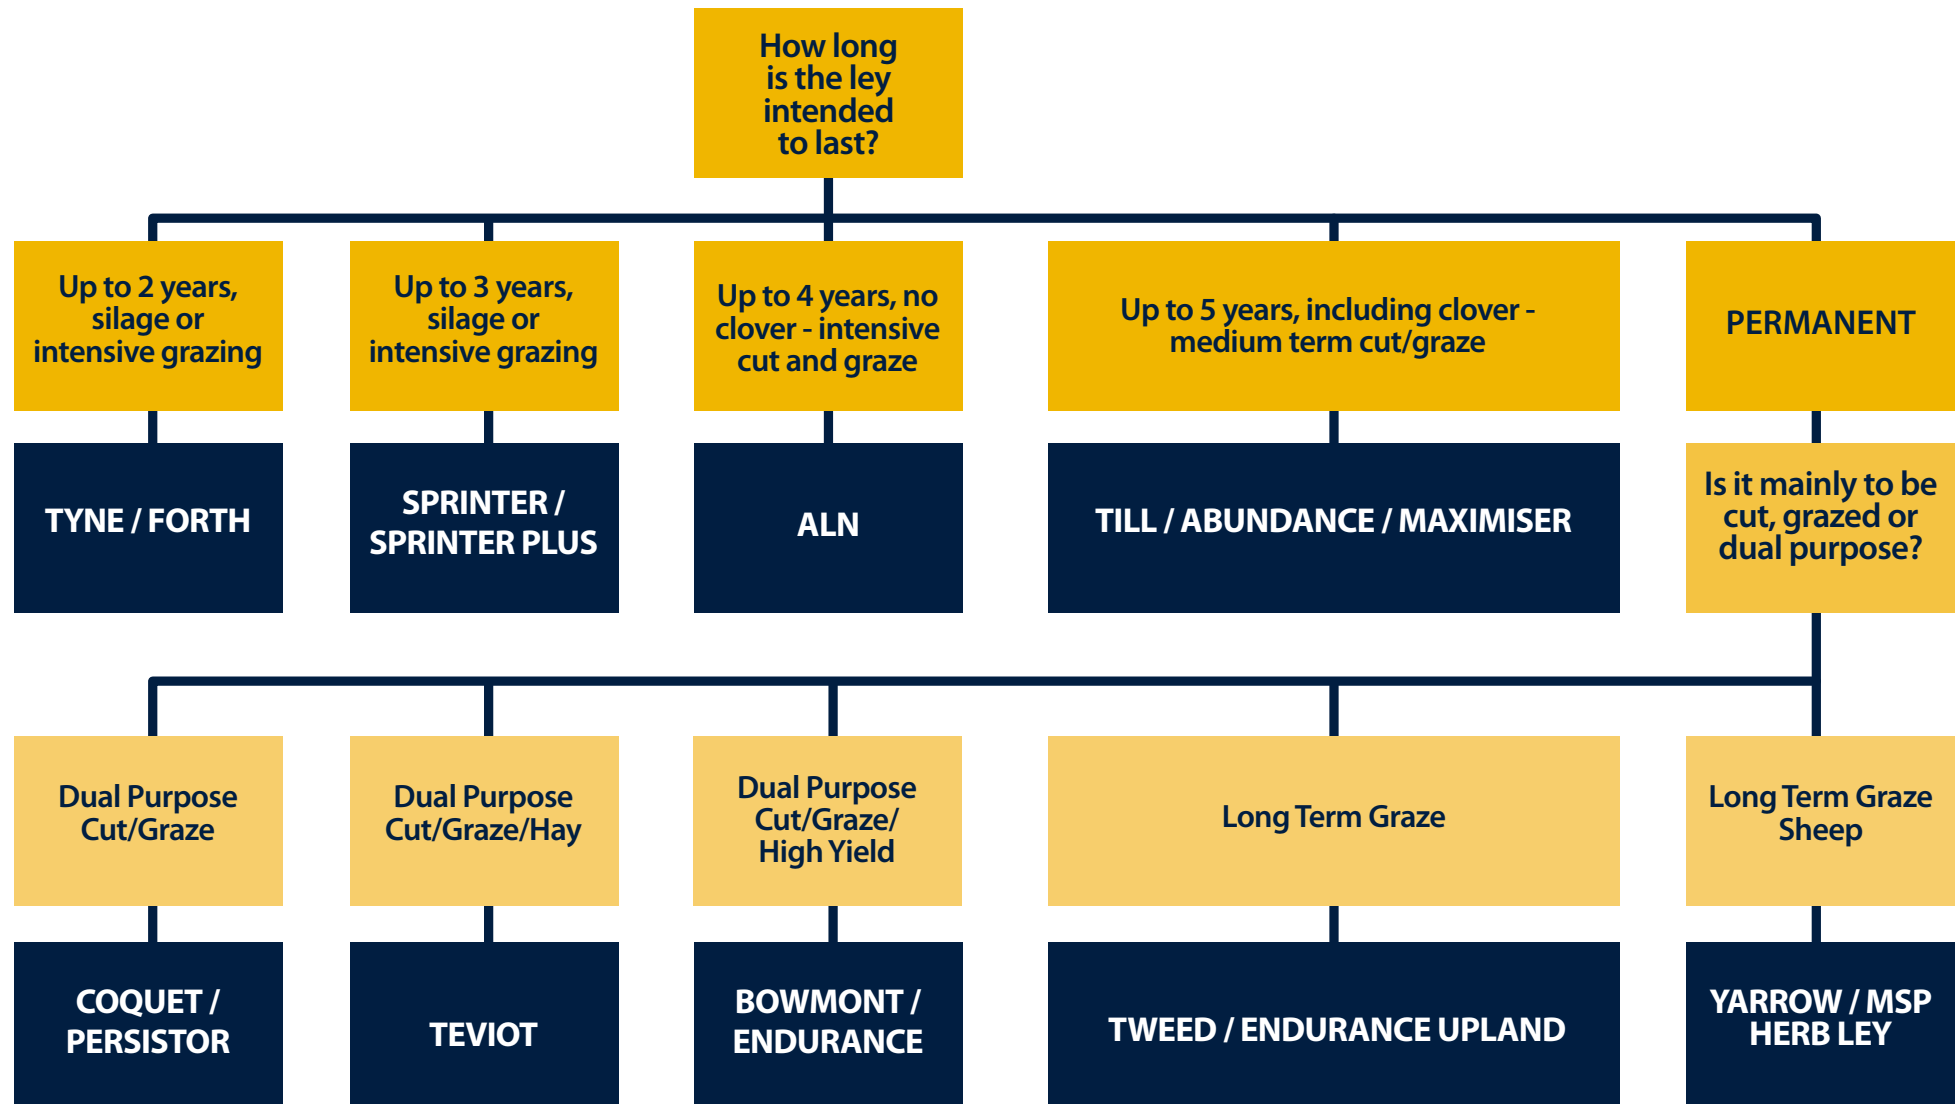 How long
is the ley
intended
to last?
Up to 2 years,
silage or
intensive grazing
Up to 3 years,
silage or
intensive grazing
Up to 4 years, no
clover - intensive
cut and graze
Up to 5 years, including clover -
medium term cut/graze
PERMANENT
TYNE / FORTH
SPRINTER /
SPRINTER PLUS
ALN
TILL / ABUNDANCE / MAXIMISER
Is it mainly to be
cut, grazed or
dual purpose?
Dual Purpose
Cut/Graze
Dual Purpose
Cut/Graze/Hay
Dual Purpose
Cut/Graze/
High Yield
Long Term Graze
Long Term Graze
Sheep
COQUET /
PERSISTOR
TEVIOT
BOWMONT /
ENDURANCE
TWEED / ENDURANCE UPLAND
YARROW / MSP
HERB LEY